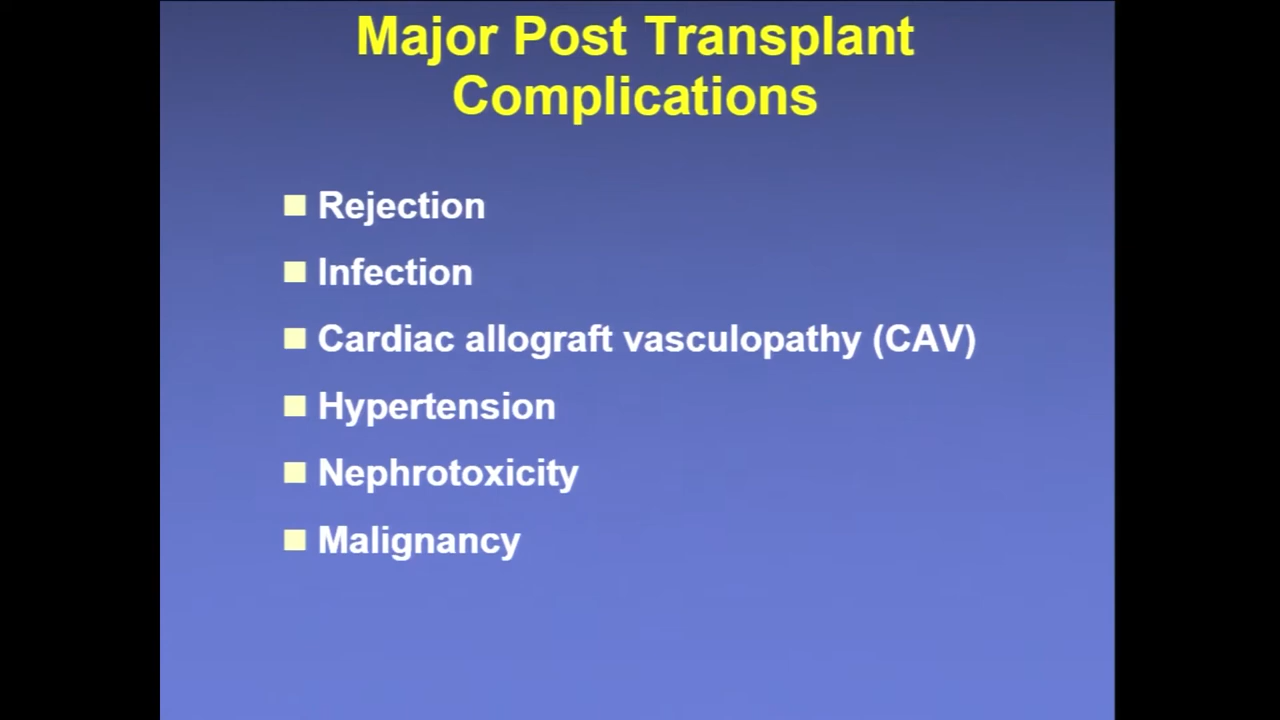 Major Post Transplant
Complications
Rejection
Infection
Cardiac allograft vasculopathy (CAV)
Hypertension
Nephrotoxicity
Malignancy